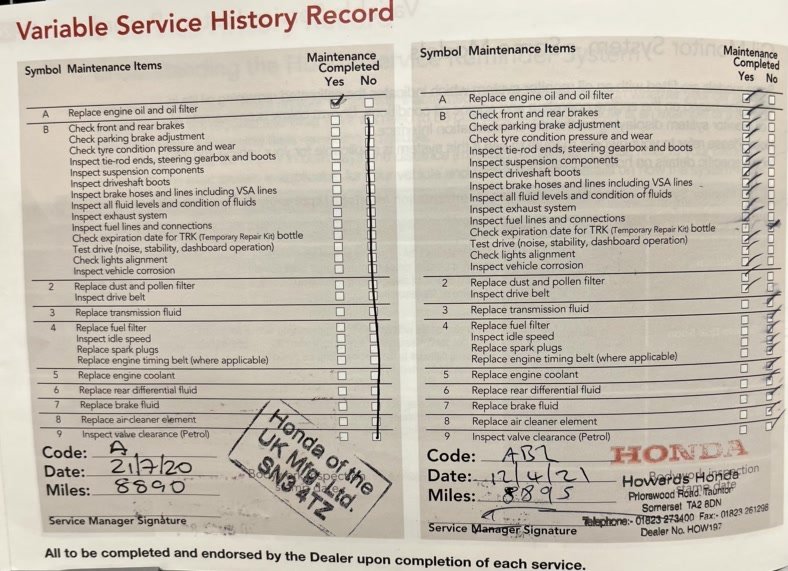 Variable Service History Record
Symbol Maintenance Items
Maintenance
Completed
Yes No
A Replace engine oil and oil filter
B Check front and rear brakes
Check parking brake adjustment
Check tyre condition pressure and wear
Inspect tie-rod ends, steering gearbox and boots
Inspect suspension components
Inspect driveshaft boots
Inspect brake hoses and lines including VSA lines
Inspect all fluid levels and condition of fluids
Inspect exhaust system
Inspect fuel lines and connections
Check expiration date for TRK (Temporary Repair Kit) bottle
Test drive (noise, stability, dashboard operation)
Check lights alignment
Inspect vehicle corrosion
2 Replace dust and pollen filter
Inspect drive belt
3 Replace transmission fluid
4 Replace fuel filter
Inspect idle speed
Replace spark plugs
Replace engine timing belt (where applicable)
5 Replace engine coolant
6 Replace rear differential fluid
7 Replace brake fluid
8 Replace air cleaner element
9 Inspect valve clearance (Petrol)
Code: A
Date: 21/7/20
Miles: 8890
Honda of the
UK Mfg Ltd.
SN3 4TZ
Service Manager Signature
Symbol Maintenance Items
Maintenance
Completed
Yes No
A Replace engine oil and oil filter
B Check front and rear brakes
Check parking brake adjustment
Check tyre condition pressure and wear
Inspect tie-rod ends, steering gearbox and boots
Inspect suspension components
Inspect driveshaft boots
Inspect brake hoses and lines including VSA lines
Inspect all fluid levels and condition of fluids
Inspect exhaust system
Inspect fuel lines and connections
Check expiration date for TRK (Temporary Repair Kit) bottle
Test drive (noise, stability, dashboard operation)
Check lights alignment
Inspect vehicle corrosion
2 Replace dust and pollen filter
Inspect drive belt
3 Replace transmission fluid
4 Replace fuel filter
Inspect idle speed
Replace spark plugs
Replace engine timing belt (where applicable)
5 Replace engine coolant
6 Replace rear differential fluid
7 Replace brake fluid
8 Replace air cleaner element
9 Inspect valve clearance (Petrol)
Code: AB2
Date: 12/4/21
Miles: 8895
HONDA
Howards Honda
Priorswood Road, Taunton
Somerset TA2 8DN
Telephone:- 01823 273400 Fax:- 01823 261298
Dealer No. HOW197
Service Manager Signature
All to be completed and endorsed by the Dealer upon completion of each service.